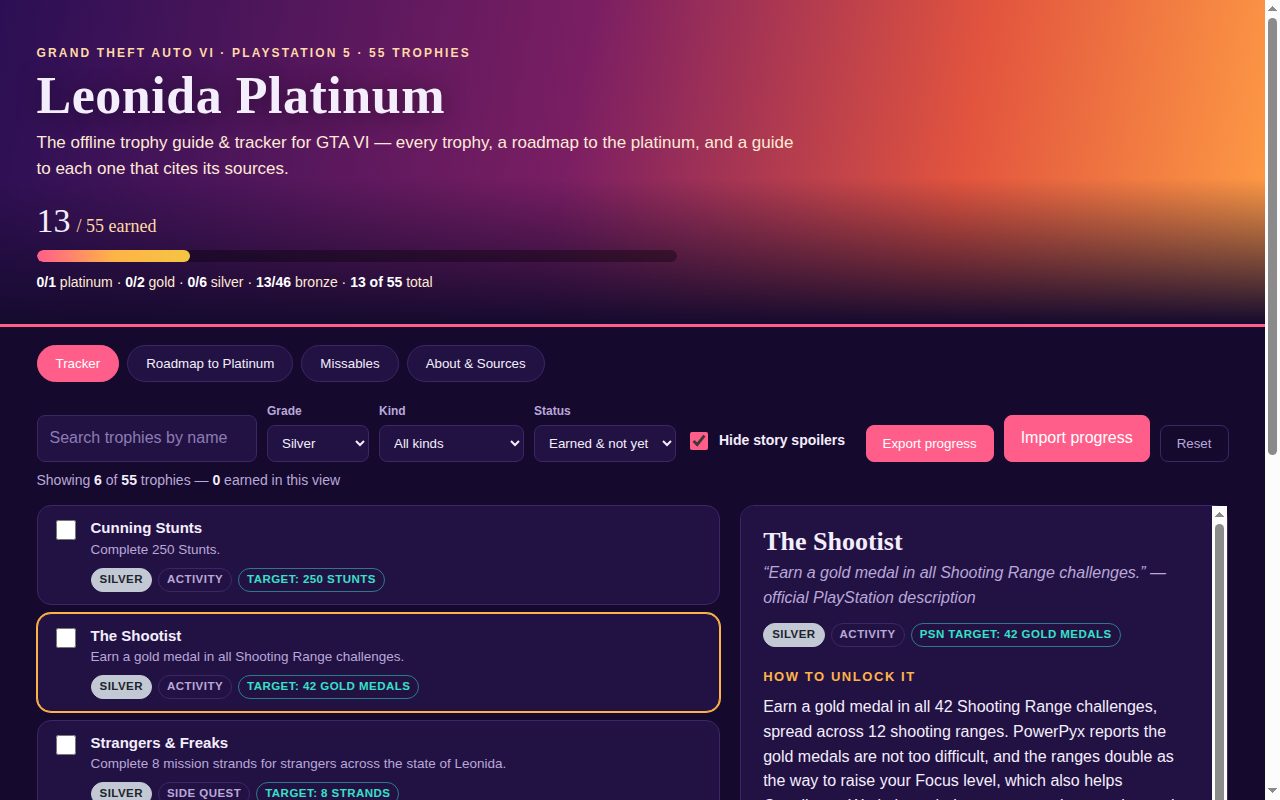 GRAND THEFT AUTO VI · PLAYSTATION 5 · 55 TROPHIES
Leonida Platinum
The offline trophy guide & tracker for GTA VI — every trophy, a roadmap to the platinum, and a guide
to each one that cites its sources.
13 / 55 earned
0/1 platinum · 0/2 gold · 0/6 silver · 13/46 bronze · 13 of 55 total
Tracker
Roadmap to Platinum
Missables
About & Sources
Search trophies by name
Grade
Silver
Kind
All kinds
Status
Earned & not yet
Hide story spoilers
Export progress
Import progress
Reset
Showing 6 of 55 trophies — 0 earned in this view
Cunning Stunts
Complete 250 Stunts.
SILVER ACTIVITY TARGET: 250 STUNTS
The Shootist
Earn a gold medal in all Shooting Range challenges.
SILVER ACTIVITY TARGET: 42 GOLD MEDALS
Strangers & Freaks
Complete 8 mission strands for strangers across the state of Leonida.
SILVER SIDE QUEST TARGET: 8 STRANDS
The Shootist
“Earn a gold medal in all Shooting Range challenges.” —
official PlayStation description
SILVER ACTIVITY PSN TARGET: 42 GOLD MEDALS
HOW TO UNLOCK IT
Earn a gold medal in all 42 Shooting Range challenges,
spread across 12 shooting ranges. PowerPyx reports the
gold medals are not too difficult, and the ranges double as
the way to raise your Focus level, which also helps